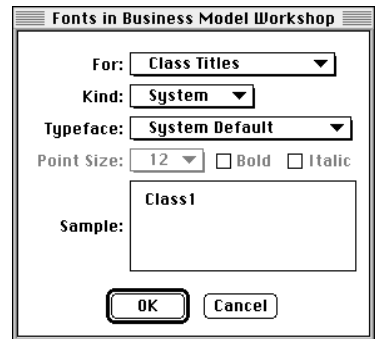 Fonts in Business Model Workshop
For: Class Titles
Kind: System
Typeface: System Default
Point Size: 12 Bold Italic
Class1
Sample:
OK Cancel